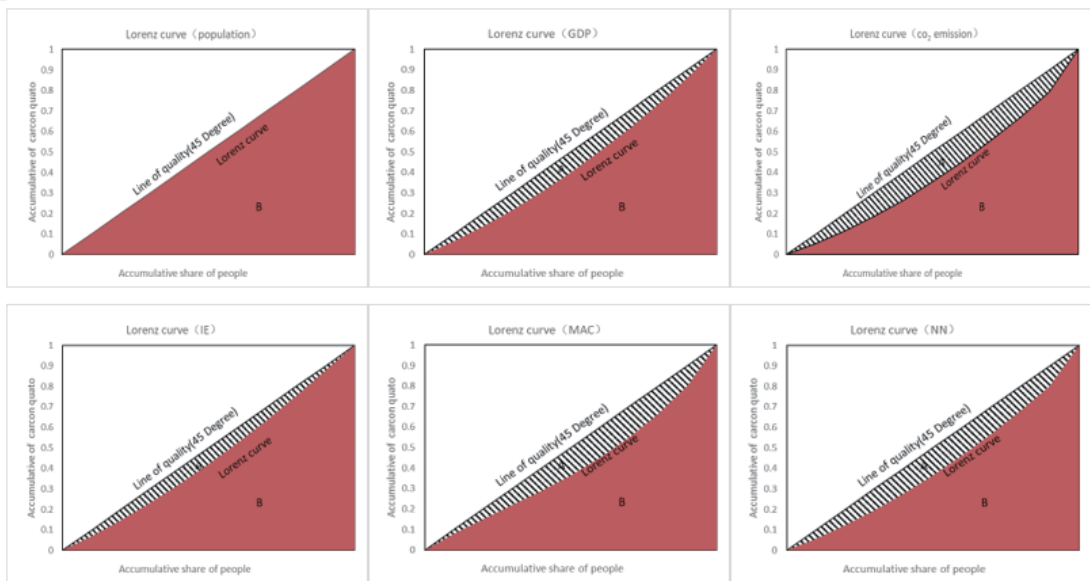 Lorenz curve（population）
Accumulative of carcon quato
1
0.9
0.8
0.7
0.6
0.5
0.4
0.3
0.2
0.1
0
Line of quality(45 Degree)
Lorenz curve
B
Accumulative share of people
Lorenz curve（GDP）
Accumulative of carcon quato
1
0.9
0.8
0.7
0.6
0.5
0.4
0.3
0.2
0.1
0
Line of quality(45 Degree)
A
Lorenz curve
B
Accumulative share of people
Lorenz curve（co₂ emission）
Accumulative of carcon quato
1
0.9
0.8
0.7
0.6
0.5
0.4
0.3
0.2
0.1
0
Line of quality(45 Degree)
A
Lorenz curve
B
Accumulative share of people
Lorenz curve（IE）
Accumulative of carcon quato
1
0.9
0.8
0.7
0.6
0.5
0.4
0.3
0.2
0.1
0
Line of quality(45 Degree)
A
Lorenz curve
B
Accumulative share of people
Lorenz curve（MAC）
Accumulative of carcon quato
1
0.9
0.8
0.7
0.6
0.5
0.4
0.3
0.2
0.1
0
Line of quality(45 Degree)
A
Lorenz curve
B
Accumulative share of people
Lorenz curve（NN）
Accumulative of carcon quato
1
0.9
0.8
0.7
0.6
0.5
0.4
0.3
0.2
0.1
0
Line of quality(45 Degree)
A
Lorenz curve
B
Accumulative share of people